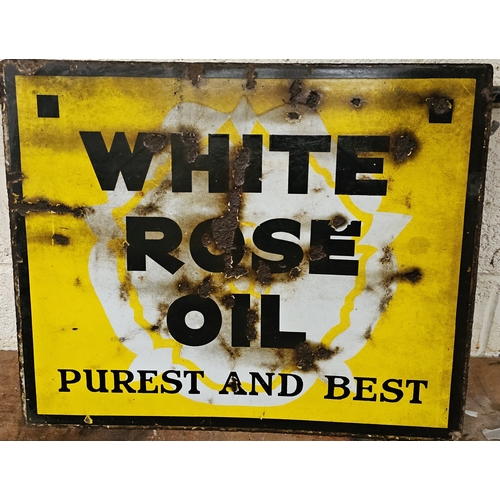 WHITE
ROSE
OIL
PUREST AND BEST